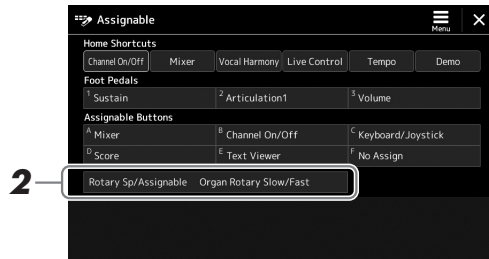 Assignable
Menu
Home Shortcuts
Channel On/Off Mixer Vocal Harmony Live Control Tempo Demo
Foot Pedals
1 Sustain 2 Articulation1 3 Volume
Assignable Buttons
A Mixer B Channel On/Off C Keyboard/Joystick
D Score E Text Viewer F No Assign
2 Rotary Sp/Assignable Organ Rotary Slow/Fast